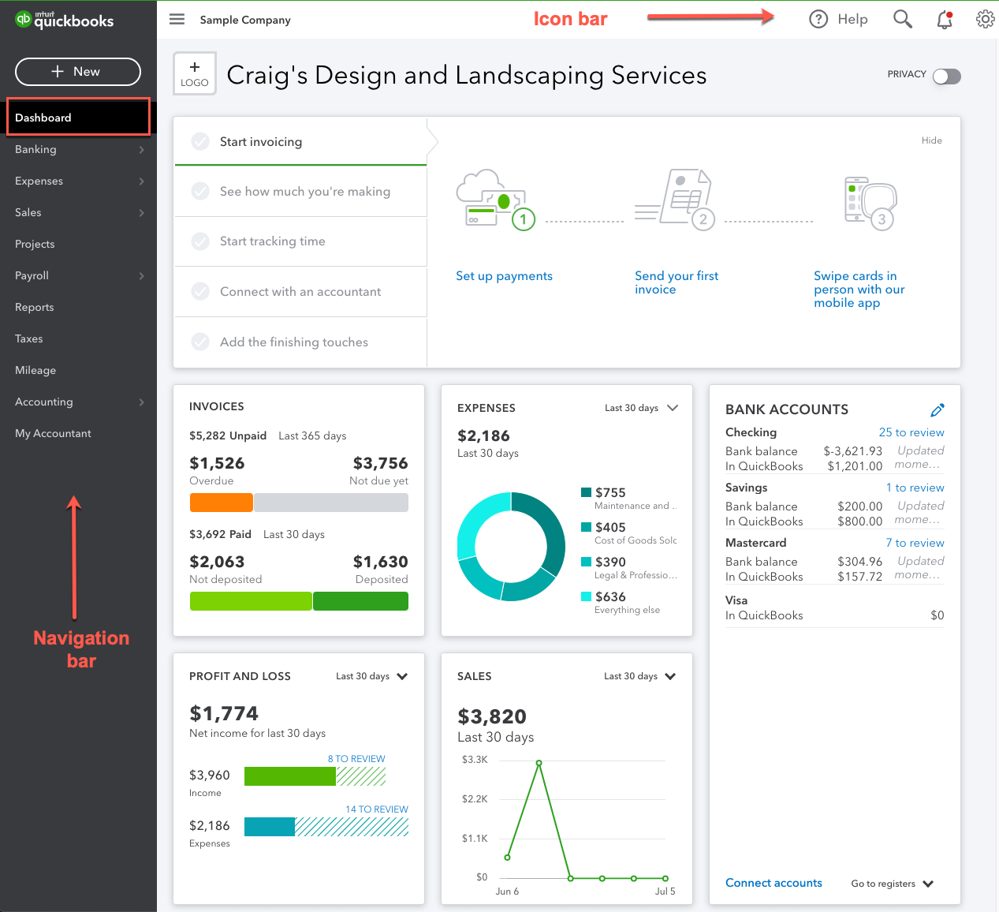 intuit
quickbooks
Sample Company
Icon bar
Help
New
Dashboard
Banking
Expenses
Sales
Projects
Payroll
Reports
Taxes
Mileage
Accounting
My Accountant
Navigation
bar
+
LOGO
Craig's Design and Landscaping Services
PRIVACY
Start invoicing
See how much you're making
Start tracking time
Connect with an accountant
Add the finishing touches
Hide
1
2
3
Set up payments
Send your first
invoice
Swipe cards in
person with our
mobile app
INVOICES
$5,282 Unpaid Last 365 days
$1,526 $3,756
Overdue Not due yet
$3,692 Paid Last 30 days
$2,063 $1,630
Not deposited Deposited
EXPENSES Last 30 days
$2,186
Last 30 days
$755
Maintenance and ..
$405
Cost of Goods Solc
$390
Legal & Professio...
$636
Everything else
BANK ACCOUNTS
Checking 25 to review
Bank balance $-3,621.93 Updated
In QuickBooks $1,201.00 mome...
Savings 1 to review
Bank balance $200.00 Updated
In QuickBooks $800.00 mome...
Mastercard 7 to review
Bank balance $304.96 Updated
In QuickBooks $157.72 mome...
Visa
In QuickBooks $0
Connect accounts Go to registers
PROFIT AND LOSS Last 30 days
$1,774
Net income for last 30 days
8 TO REVIEW
$3,960
Income
14 TO REVIEW
$2,186
Expenses
SALES Last 30 days
$3,820
Last 30 days
$3.3K
$2.2K
$1.1K
$0
Jun 6 Jul 5